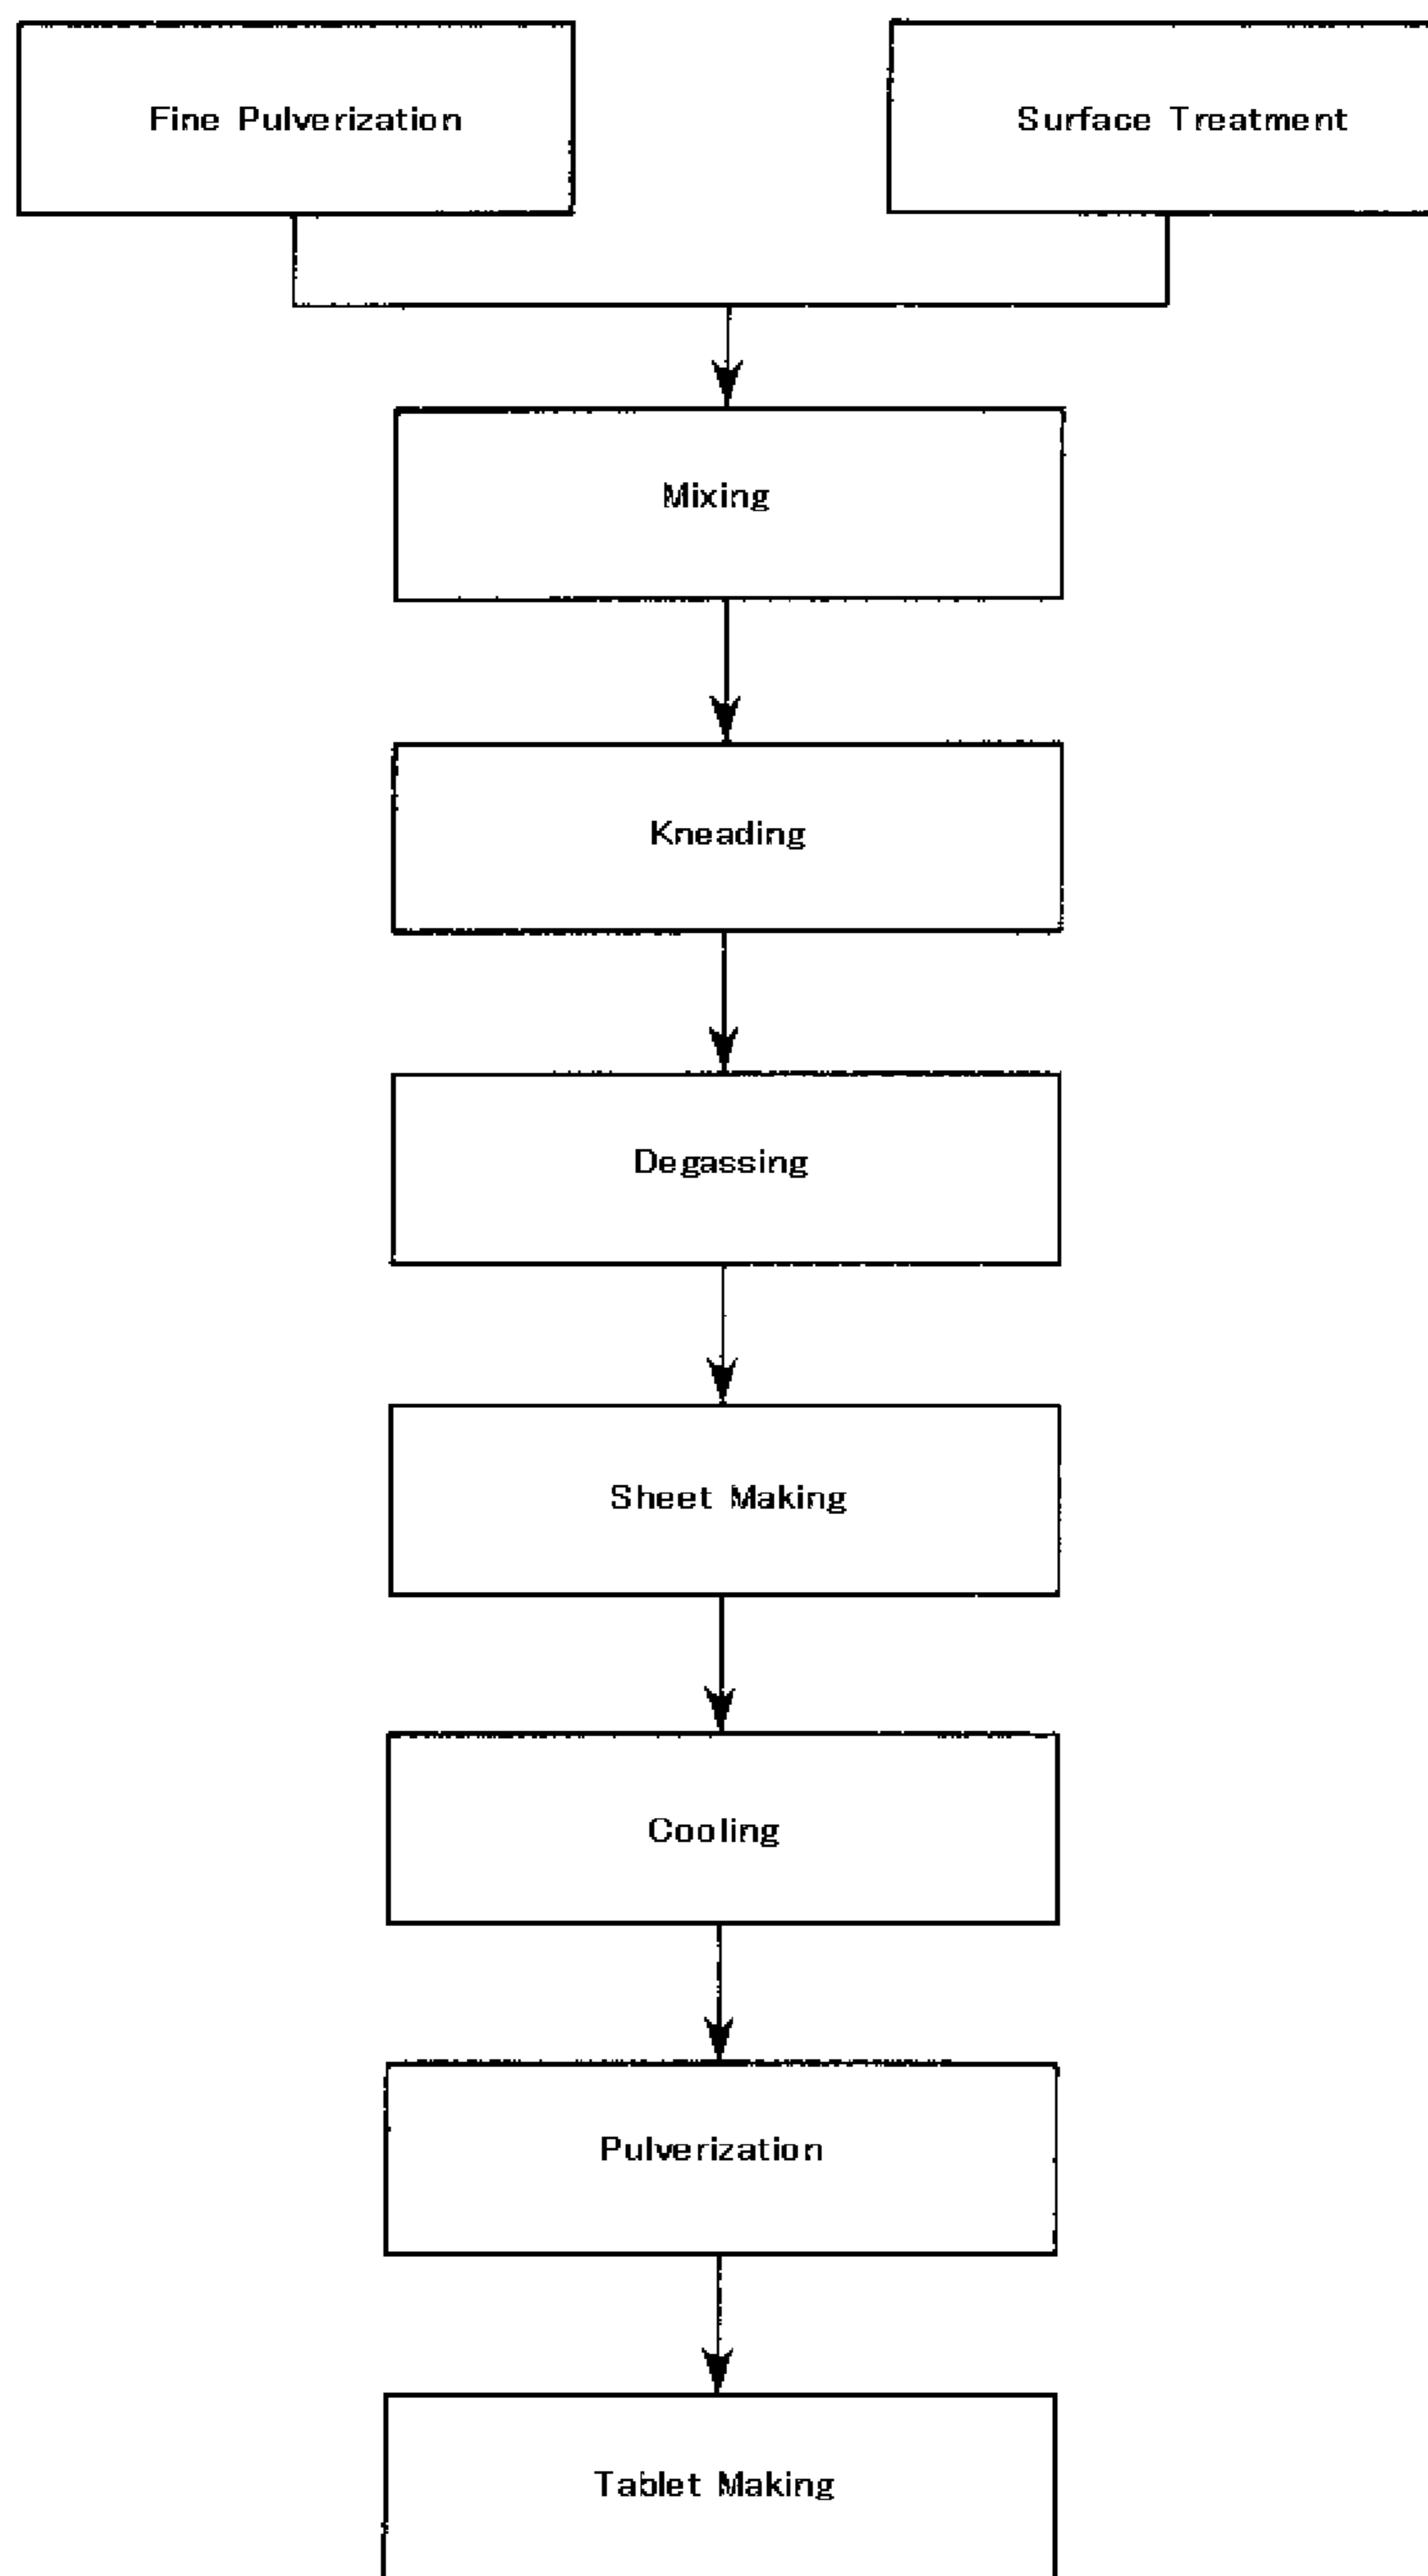 Fine Pulverization
Surface Treatment
Mixing
Kneading
Degassing
Sheet Making
Cooling
Pulverization
Tablet Making